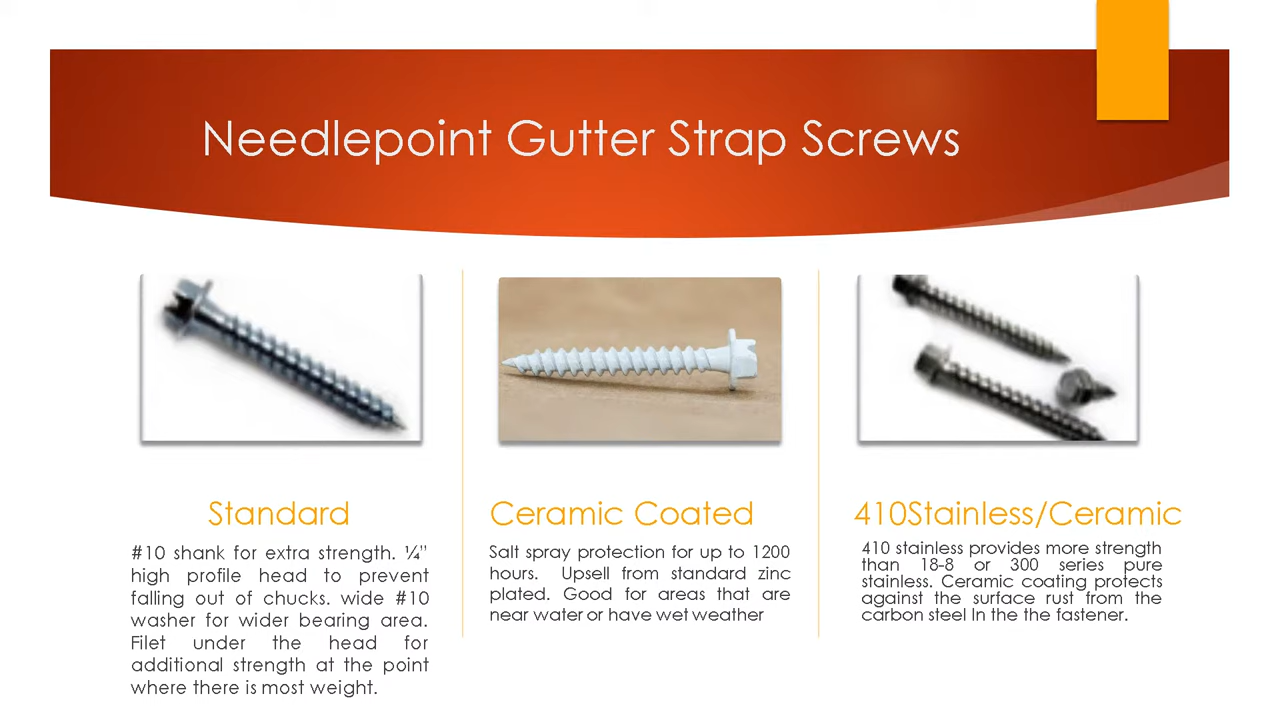 Needlepoint Gutter Strap Screws
Standard
#10 shank for extra strength. ¼"
high profile head to prevent
falling out of chucks. wide #10
washer for wider bearing area.
Filet under the head for
additional strength at the point
where there is most weight.
Ceramic Coated
Salt spray protection for up to 1200
hours. Upsell from standard zinc
plated. Good for areas that are
near water or have wet weather
410Stainless/Ceramic
410 stainless provides more strength
than 18-8 or 300 series pure
stainless. Ceramic coating protects
against the surface rust from the
carbon steel In the the fastener.